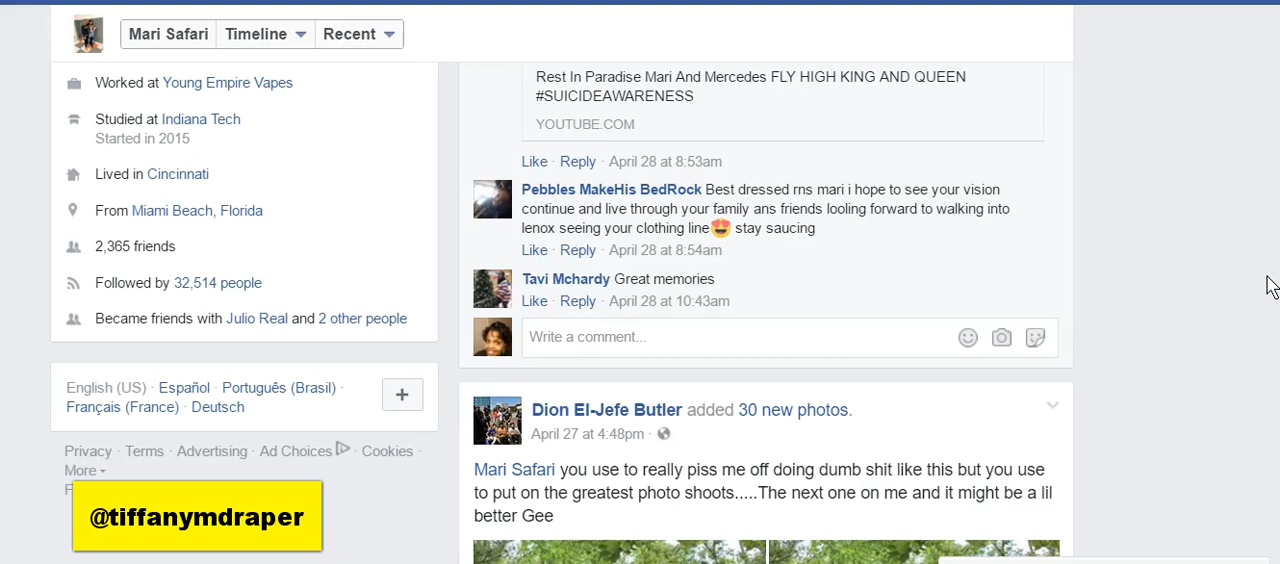 Mari Safari Timeline Recent
Worked at Young Empire Vapes
Studied at Indiana Tech
Started in 2015
Lived in Cincinnati
From Miami Beach, Florida
2,365 friends
Followed by 32,514 people
Became friends with Julio Real and 2 other people
English (US) · Español · Português (Brasil) ·
Français (France) · Deutsch
+
Privacy · Terms · Advertising · Ad Choices · Cookies ·
More
@tiffanymdraper
Rest In Paradise Mari And Mercedes FLY HIGH KING AND QUEEN
#SUICIDEAWARENESS
YOUTUBE.COM
Like · Reply · April 28 at 8:53am
Pebbles MakeHis BedRock Best dressed rns mari i hope to see your vision
continue and live through your family ans friends looling forward to walking into
lenox seeing your clothing line😍 stay saucing
Like · Reply · April 28 at 8:54am
Tavi Mchardy Great memories
Like · Reply · April 28 at 10:43am
Write a comment...
Dion El-Jefe Butler added 30 new photos.
April 27 at 4:48pm ·
Mari Safari you use to really piss me off doing dumb shit like this but you use
to put on the greatest photo shoots.....The next one on me and it might be a lil
better Gee